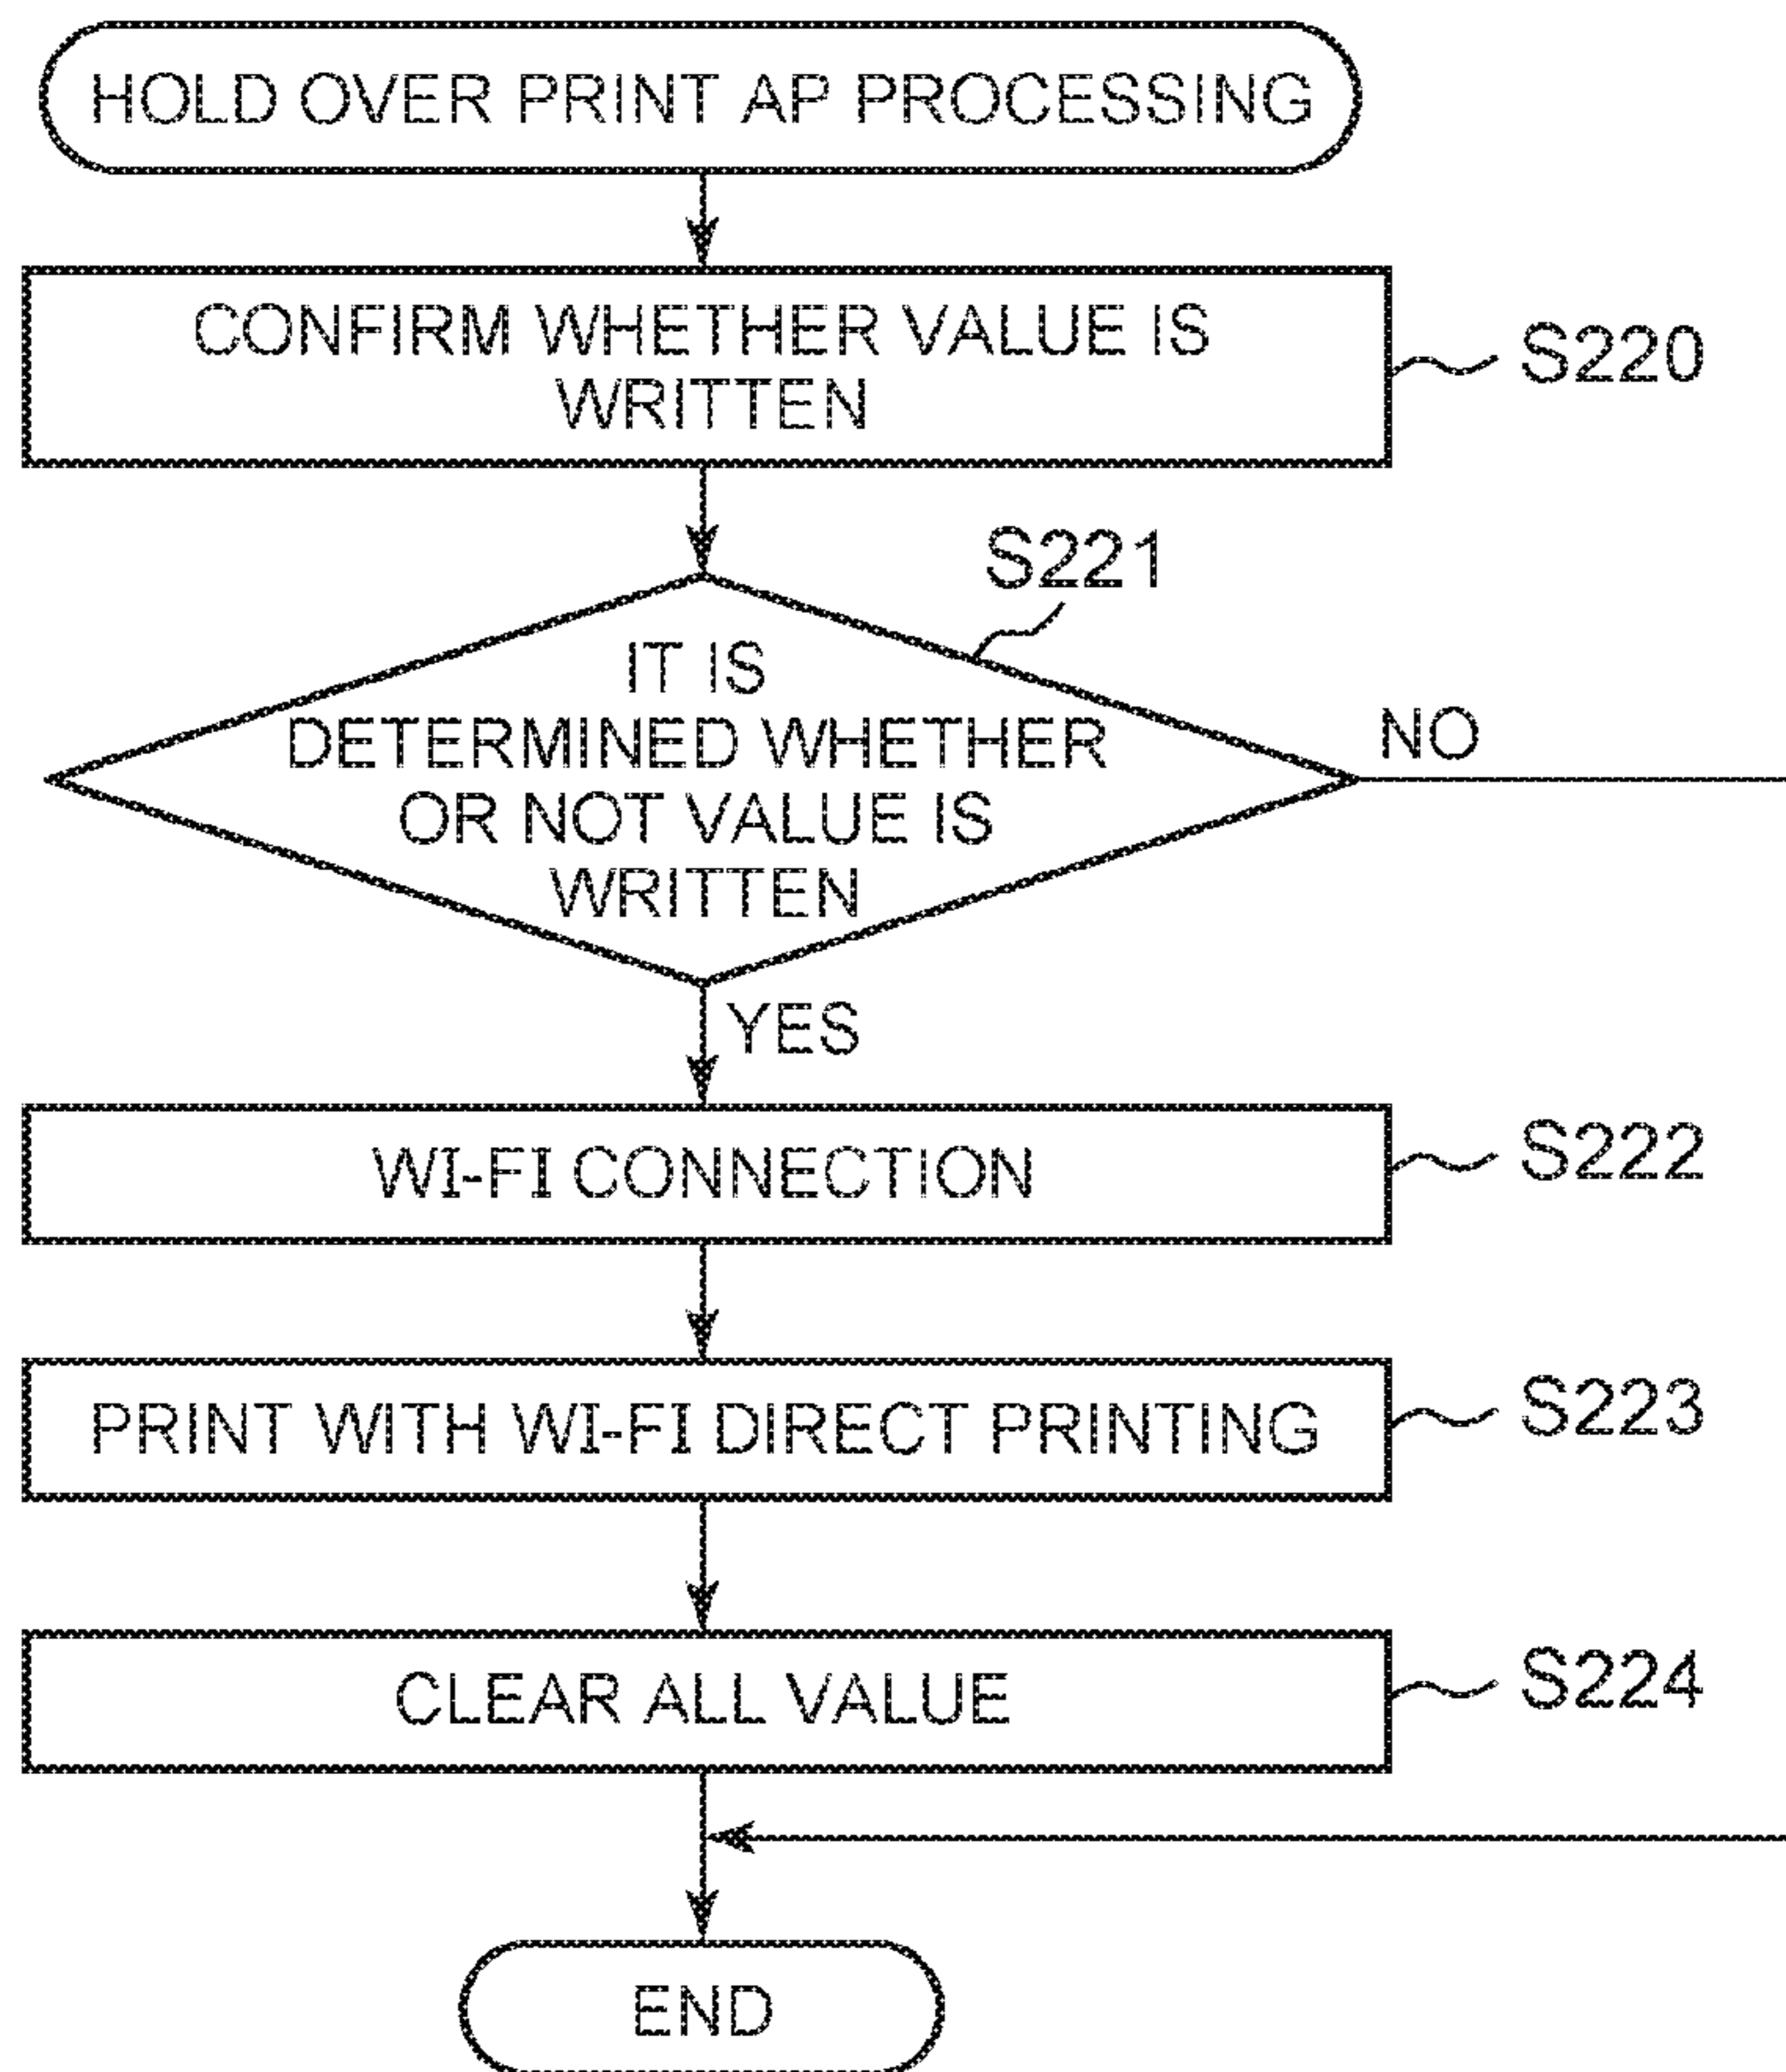 HOLD OVER PRINT AP PROCESSING
CONFIRM WHETHER VALUE IS
WRITTEN
S220
S221
IT IS
DETERMINED WHETHER
OR NOT VALUE IS
WRITTEN
NO
YES
WI-FI CONNECTION
S222
PRINT WITH WI-FI DIRECT PRINTING
S223
CLEAR ALL VALUE
S224
END